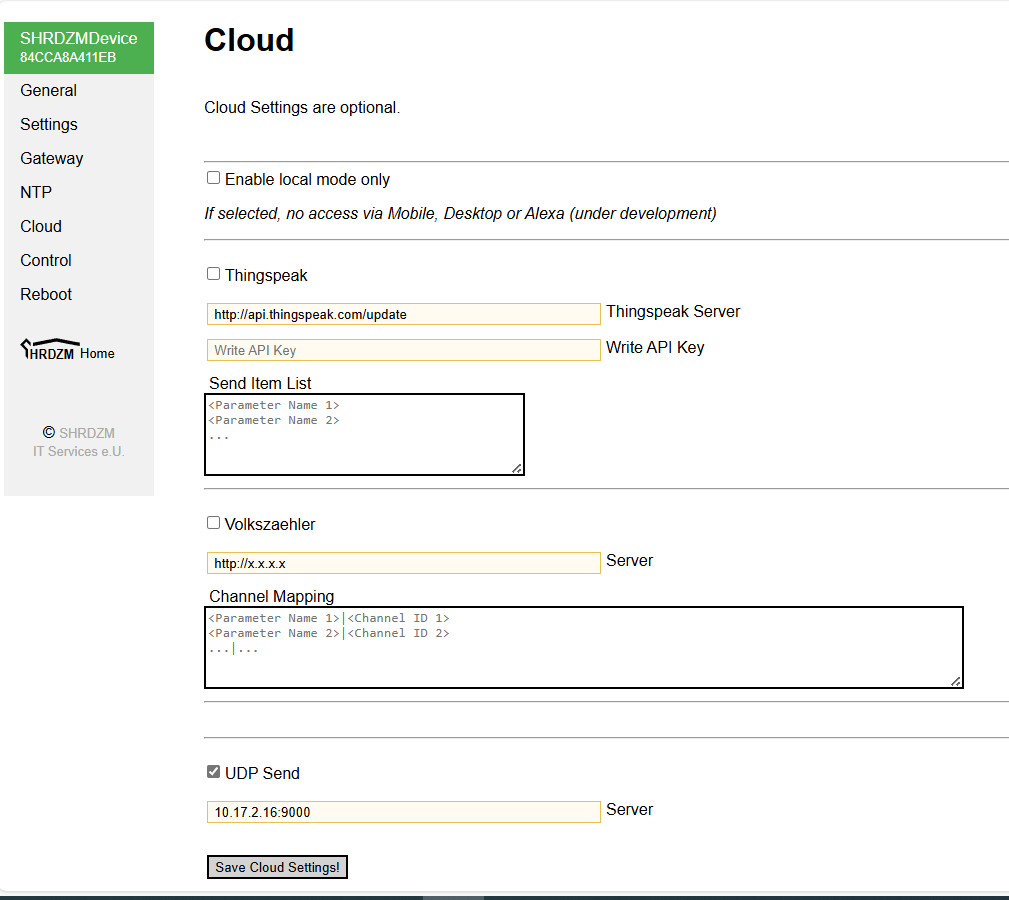 SHRDZMDevice
84CCA8A411EB
General
Settings
Gateway
NTP
Cloud
Control
Reboot
SHRDZM Home
© SHRDZM
IT Services e.U.
Cloud
Cloud Settings are optional.
Enable local mode only
If selected, no access via Mobile, Desktop or Alexa (under development)
Thingspeak
http://api.thingspeak.com/update Thingspeak Server
Write API Key Write API Key
Send Item List
<Parameter Name 1>
<Parameter Name 2>
...
Volkszaehler
http://x.x.x.x Server
Channel Mapping
<Parameter Name 1>|<Channel ID 1>
<Parameter Name 2>|<Channel ID 2>
...|...
UDP Send
10.17.2.16:9000 Server
Save Cloud Settings!